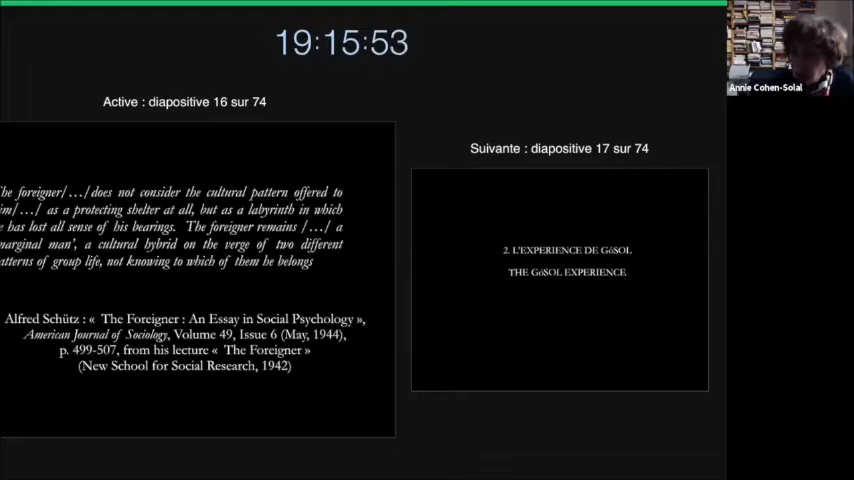 19:15:53
Annie Cohen-Solal
Active : diapositive 16 sur 74
Suivante : diapositive 17 sur 74
he foreigner/…/does not consider the cultural pattern offered to
im/…/ as a protecting shelter at all, but as a labyrinth in which
e has lost all sense of his bearings. The foreigner remains /…/ a
marginal man', a cultural hybrid on the verge of two different
atterns of group life, not knowing to which of them he belongs
Alfred Schütz : « The Foreigner : An Essay in Social Psychology »,
American Journal of Sociology, Volume 49, Issue 6 (May, 1944),
p. 499-507, from his lecture « The Foreigner »
(New School for Social Research, 1942)
2. L'EXPERIENCE DE GóSOL
THE GóSOL EXPERIENCE